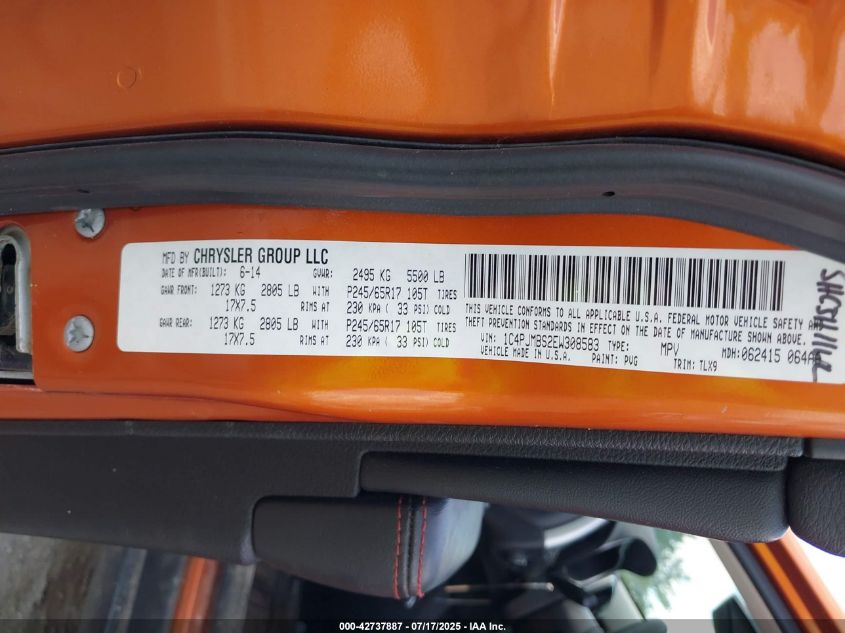 MFD BY CHRYSLER GROUP LLC
DATE OF MFR(BUILT): 6-14 GVWR: 2495 KG 5500 LB
GAWR FRONT: 1273 KG 2805 LB WITH P245/65R17 105T TIRES
17X7.5 RIMS AT 230 KPA ( 33 PSI) COLD
GAWR REAR: 1273 KG 2805 LB WITH P245/65R17 105T TIRES
17X7.5 RIMS AT 230 KPA ( 33 PSI) COLD
THIS VEHICLE CONFORMS TO ALL APPLICABLE U.S.A. FEDERAL MOTOR VEHICLE SAFETY AND
THEFT PREVENTION STANDARDS IN EFFECT ON THE DATE OF MANUFACTURE SHOWN ABOVE.
VIN: 1C4PJMBS2EW308583 TYPE: MPV MDH: 062415 064AA
VEHICLE MADE IN U.S.A. PAINT: PVG TRIM: TLX9
000-42737887 / 07/17/2025 - IAA Inc.